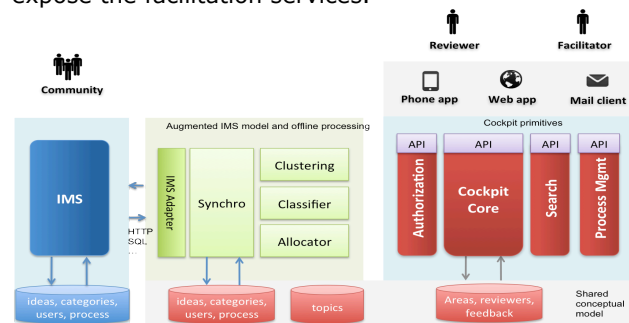 expose the facilitation services.
Reviewer
Facilitator
Community
Phone app
Web app
Mail client
Augmented IMS model and offline processing
Cockpit primitives
IMS
HTTP
SQL
...
IMS Adapter
Synchro
Clustering
Classifier
Allocator
API
API
API
API
Authorization
Cockpit
Core
Search
Process Mgmt
ideas, categories,
users, process
ideas, categories,
users, process
topics
Areas, reviewers,
feedback
Shared
conceptual
model